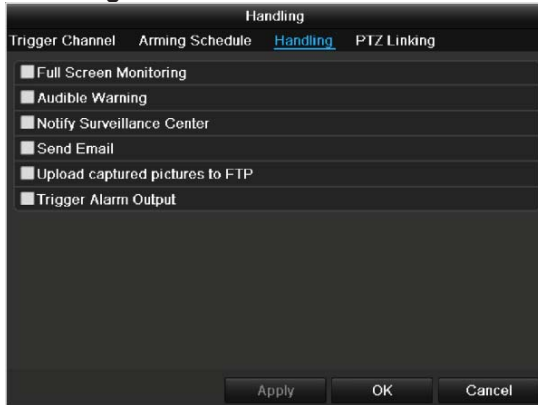 Handling
Trigger Channel Arming Schedule Handling PTZ Linking
Full Screen Monitoring
Audible Warning
Notify Surveillance Center
Send Email
Upload captured pictures to FTP
Trigger Alarm Output
Apply OK Cancel